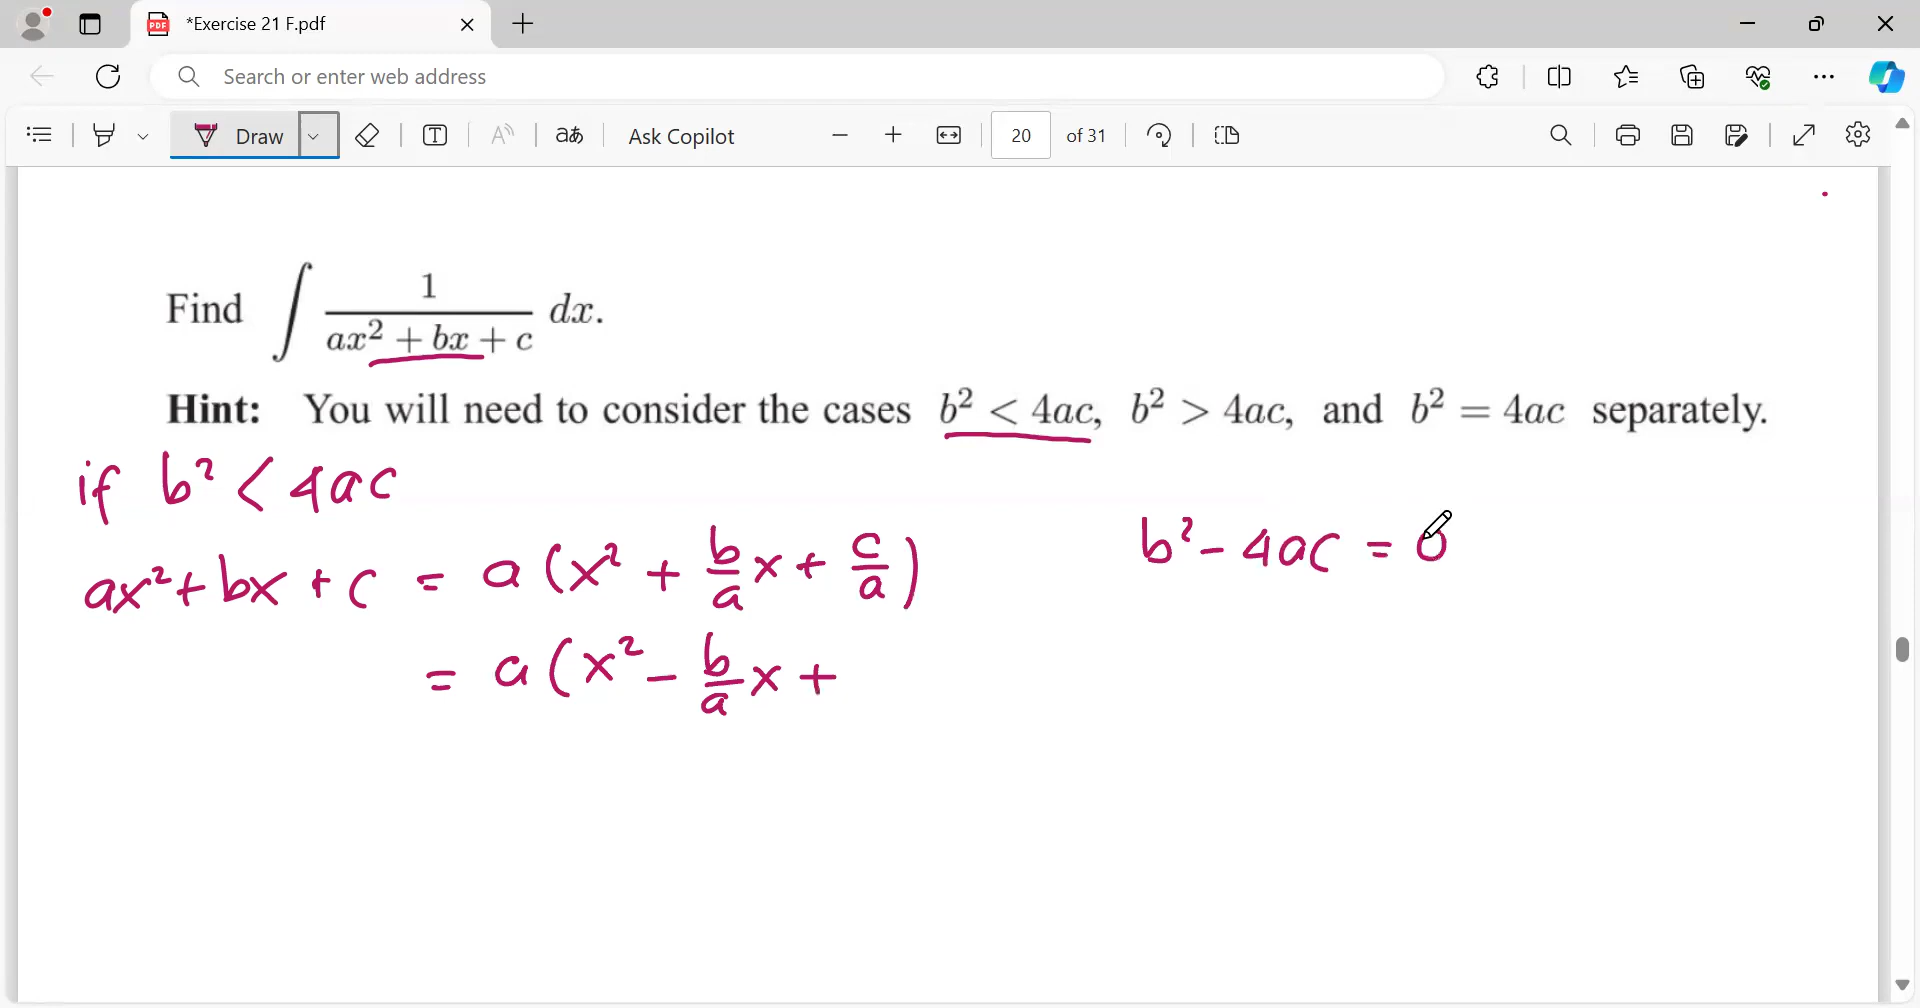 *Exercise 21 F.pdf
Search or enter web address
Draw
T
aあ
Ask Copilot
20 of 31
Find ∫ 1/(ax² + bx + c) dx.
Hint: You will need to consider the cases b² < 4ac, b² > 4ac, and b² = 4ac separately.
if b² < 4ac
ax² + bx + c = a(x² + b/a x + c/a)
b² - 4ac = 0
= a(x² - b/a x +